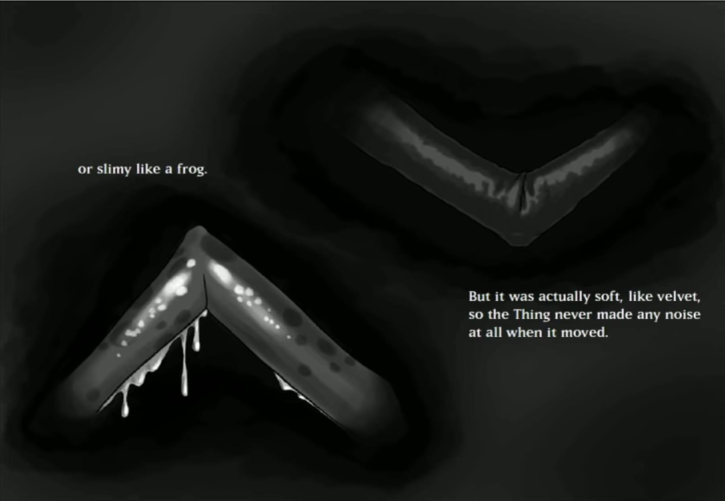 or slimy like a frog.
But it was actually soft, like velvet,
so the Thing never made any noise
at all when it moved.